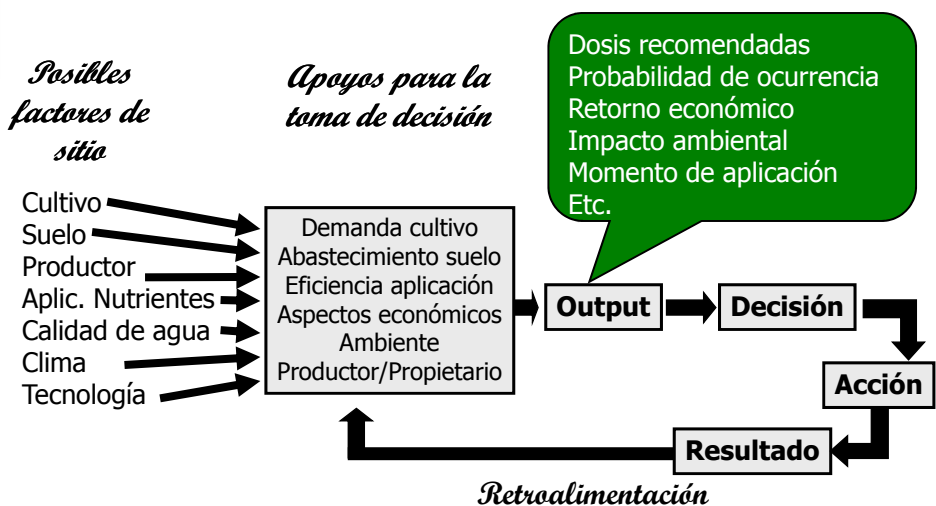 Posibles
factores de
sitio
Apoyos para la
toma de decisión
Dosis recomendadas
Probabilidad de ocurrencia
Retorno económico
Impacto ambiental
Momento de aplicación
Etc.
Cultivo
Suelo
Productor
Aplic. Nutrientes
Calidad de agua
Clima
Tecnología
Demanda cultivo
Abastecimiento suelo
Eficiencia aplicación
Aspectos económicos
Ambiente
Productor/Propietario
Output
Decisión
Acción
Resultado
Retroalimentación